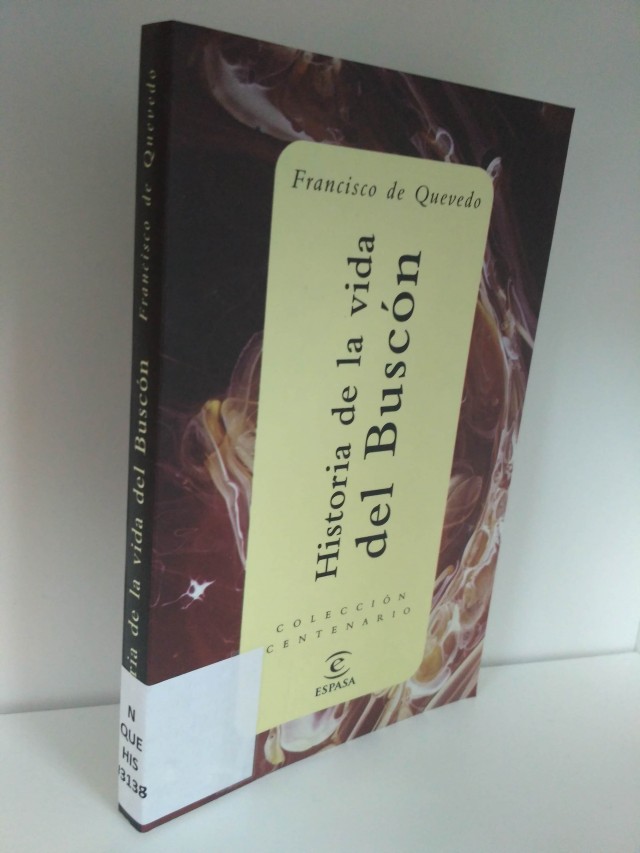 Francisco de Quevedo
Historia de la vida
del Buscón
COLECCIÓN
CENTENARIO
ESPASA
de la vida del Buscón Francisco de Quevedo
N
QUE
HIS